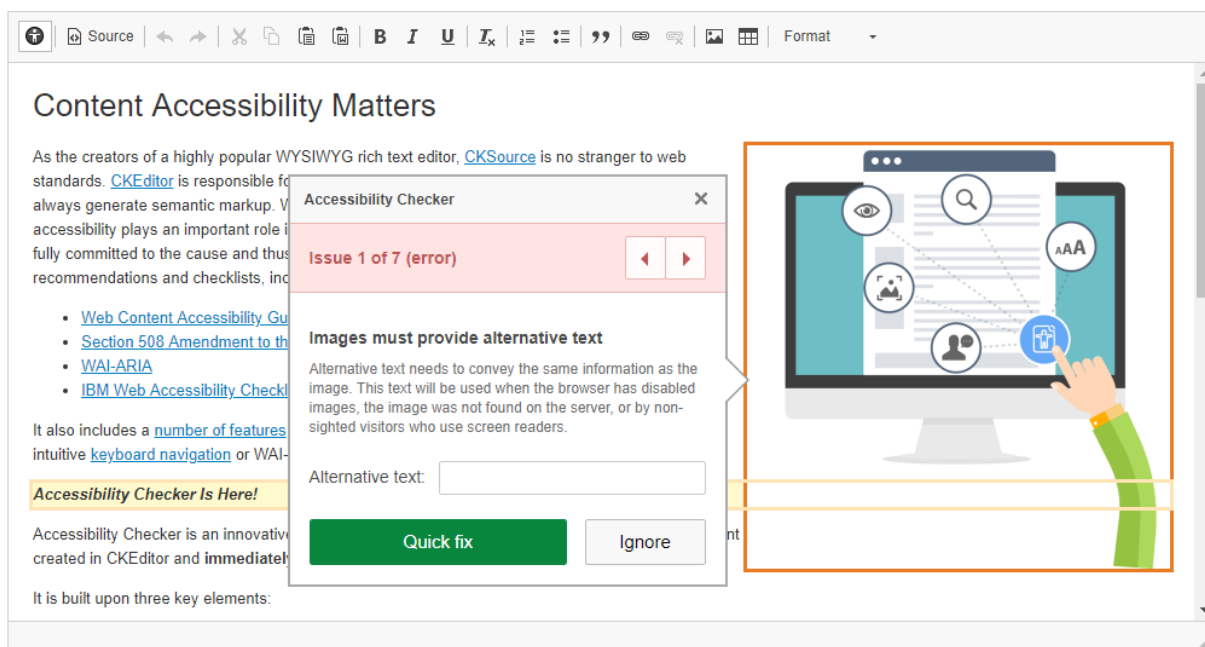 Source
B I U Ix
Format
Content Accessibility Matters
As the creators of a highly popular WYSIWYG rich text editor, CKSource is no stranger to web
standards. CKEditor is responsible
always generate semantic markup.
accessibility plays an important role
fully committed to the cause and thus
recommendations and checklists,
Web Content Accessibility
Section 508 Amendment to
WAI-ARIA
IBM Web Accessibility
It also includes a number of features
intuitive keyboard navigation or WAI-
Accessibility Checker Is Here!
Accessibility Checker is an innovative
created in CKEditor and immediately
It is built upon three key elements:
Accessibility Checker
Issue 1 of 7 (error)
Images must provide alternative text
Alternative text needs to convey the same information as the
image. This text will be used when the browser has disabled
images, the image was not found on the server, or by non-
sighted visitors who use screen readers.
Alternative text:
Quick fix
Ignore
AAA